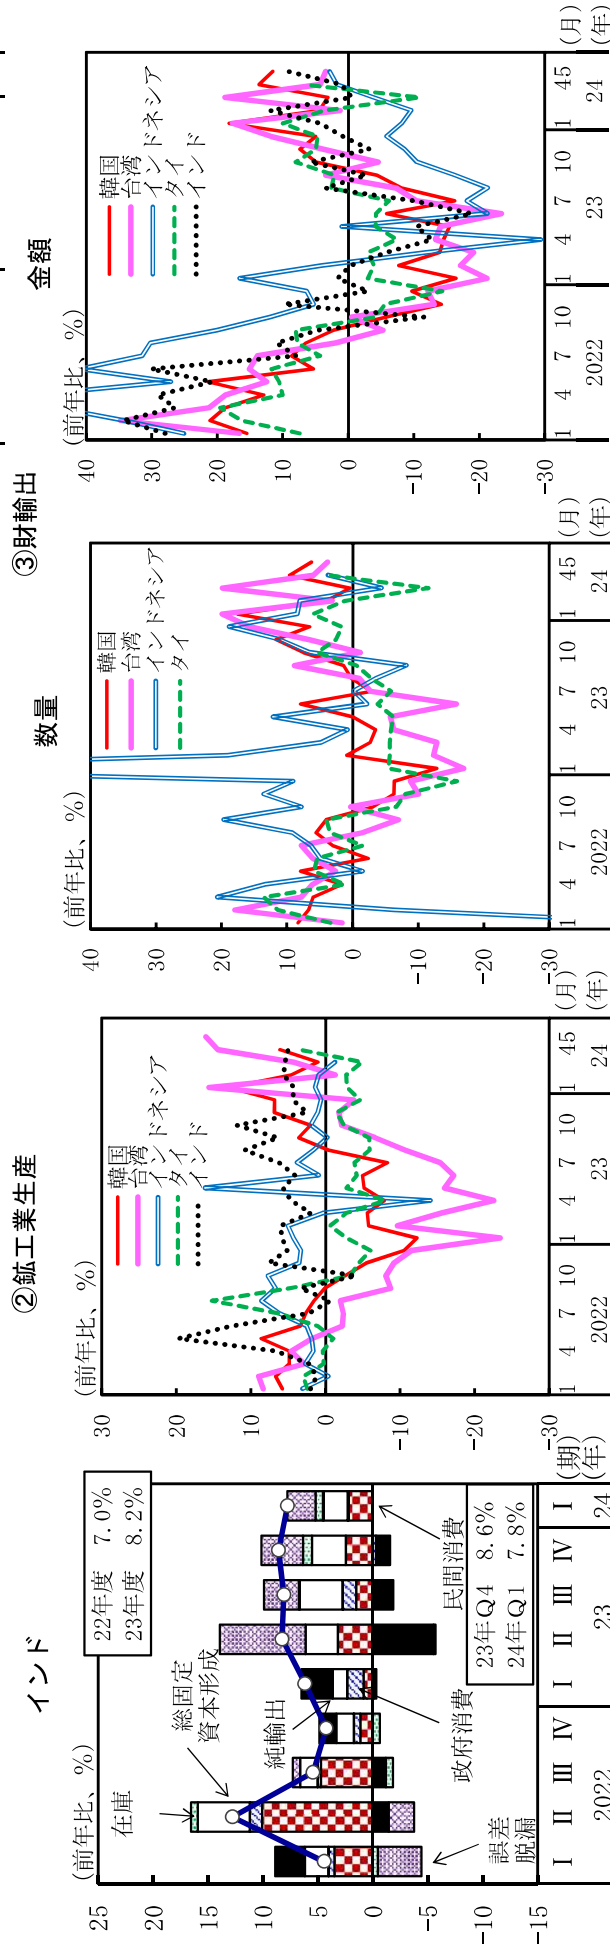 インド
(前年比、%)
22年度 7.0%
23年度 8.2%
在庫
総固定
資本形成
純輸出
政府消費
民間消費
誤差
脱漏
23年Q4 8.6%
24年Q1 7.8%
25
20
15
10
5
0
-5
-10
-15
I II III IV I II III IV I
(期)
2022 23 24
(年)
②鉱工業生産
(前年比、%)
韓国
台湾
インドネシア
タイ
インド
30
20
10
0
-10
-20
-30
1 4 7 10 1 4 7 10 1 45
(月)
2022 23 24
(年)
③財輸出
数量
(前年比、%)
韓国
台湾
インドネシア
タイ
40
30
20
10
0
-10
-20
-30
1 4 7 10 1 4 7 10 1 45
(月)
2022 23 24
(年)
金額
(前年比、%)
韓国
台湾
インドネシア
タイ
インド
40
30
20
10
0
-10
-20
-30
1 4 7 10 1 4 7 10 1 45
(月)
2022 23 24
(年)